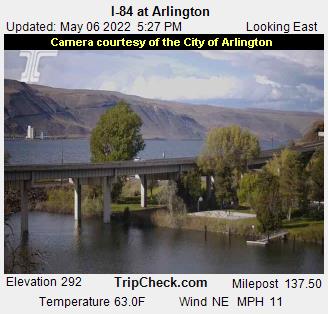 I-84 at Arlington
Updated: May 06 2022 5:27 PM Looking East
Camera courtesy of the City of Arlington
Elevation 292 TripCheck.com Milepost 137.50
Temperature 63.0F Wind NE MPH 11